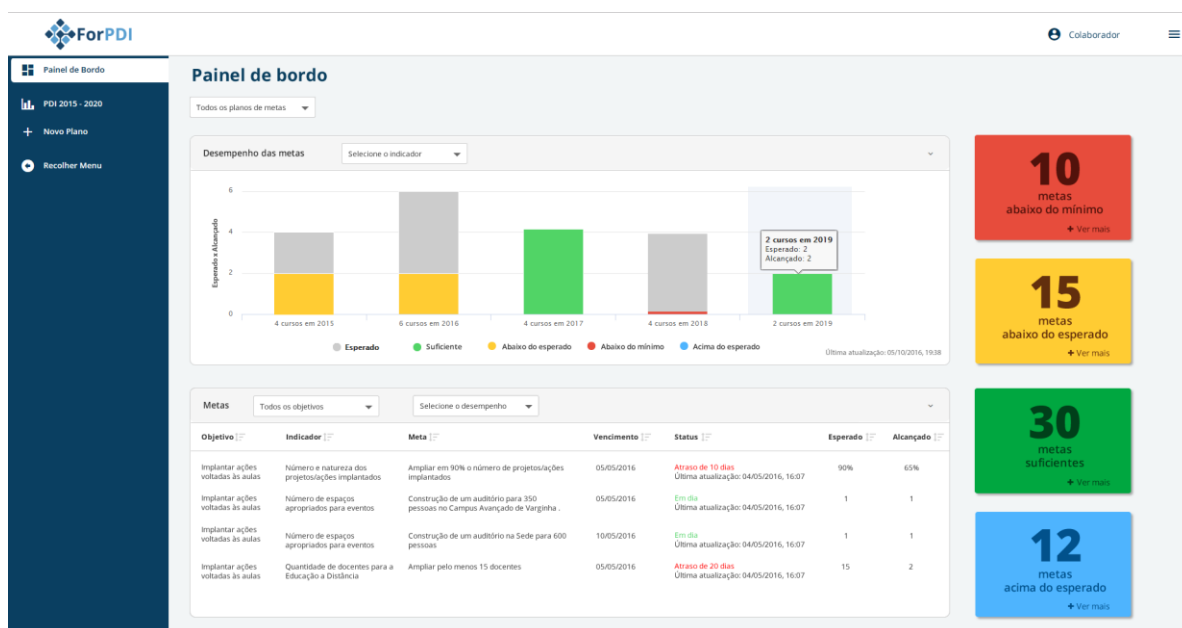 ForPDI
Colaborador
Painel de Bordo
PDI 2015 - 2020
Novo Plano
Recolher Menu
Painel de bordo
Todos os planos de metas
Desempenho das metas
Selecione o indicador
Esperado x Alcançado
6
4
2
0
2 cursos em 2019
Esperado: 2
Alcançado: 2
4 cursos em 2015
6 cursos em 2016
4 cursos em 2017
4 cursos em 2018
2 cursos em 2019
Esperado
Suficiente
Abaixo do esperado
Abaixo do mínimo
Acima do esperado
Última atualização: 05/10/2016, 19:38
10
metas
abaixo do mínimo
+ Ver mais
15
metas
abaixo do esperado
+ Ver mais
30
metas
suficientes
+ Ver mais
12
metas
acima do esperado
+ Ver mais
Metas
Todos os objetivos
Selecione o desempenho
Objetivo Indicador Meta Vencimento Status Esperado Alcançado
Implantar ações
voltadas às aulas
Número e natureza dos
projetos/ações implantados
Ampliar em 90% o número de projetos/ações
implantados
05/05/2016
Atraso de 10 dias
Última atualização: 04/05/2016, 16:07
90%
65%
Implantar ações
voltadas às aulas
Número de espaços
apropriados para eventos
Construção de um auditório para 350
pessoas no Campus Avançado de Varginha .
05/05/2016
Em dia
Última atualização: 04/05/2016, 16:07
1
1
Implantar ações
voltadas às aulas
Número de espaços
apropriados para eventos
Construção de um auditório na Sede para 600
pessoas
10/05/2016
Em dia
Última atualização: 04/05/2016, 16:07
1
1
Implantar ações
voltadas às aulas
Quantidade de docentes para a
Educação a Distância
Ampliar pelo menos 15 docentes
05/05/2016
Atraso de 20 dias
Última atualização: 04/05/2016, 16:07
15
2